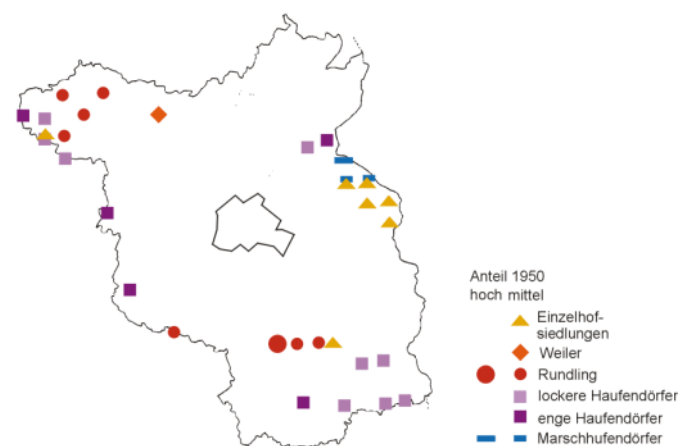 Anteil 1950
hoch mittel
Einzelhof-
siedlungen
Weiler
Rundling
lockere Haufendörfer
enge Haufendörfer
Marschhufendörfer